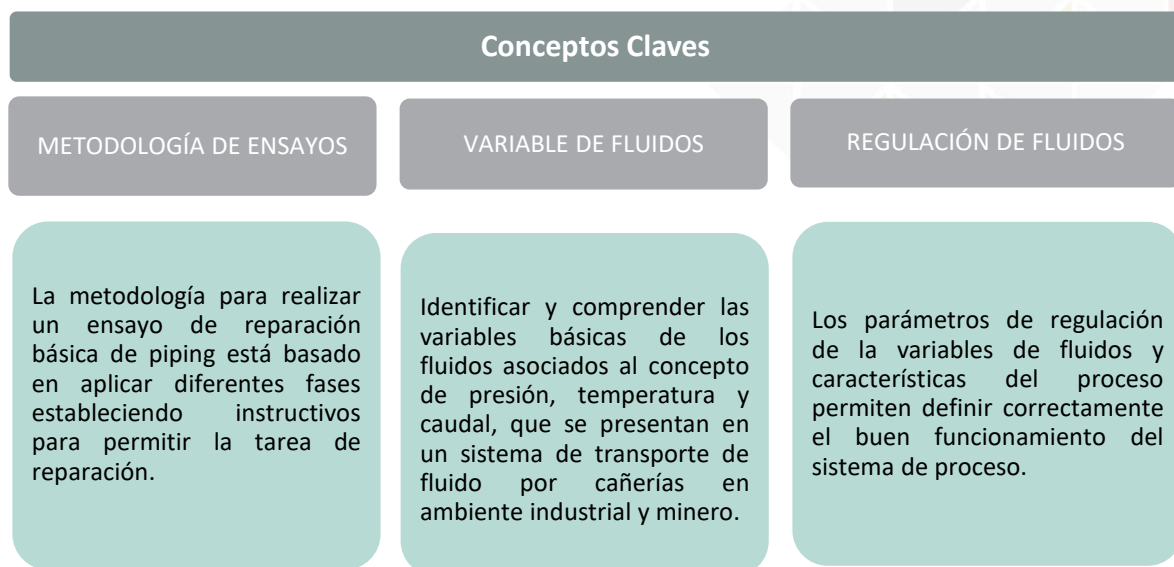 Conceptos Claves
METODOLOGÍA DE ENSAYOS
La metodología para realizar
un ensayo de reparación
básica de piping está basado
en aplicar diferentes fases
estableciendo instructivos
para permitir la tarea de
reparación.
VARIABLE DE FLUIDOS
Identificar y comprender las
variables básicas de los
fluidos asociados al concepto
de presión, temperatura y
caudal, que se presentan en
un sistema de transporte de
fluido por cañerías en
ambiente industrial y minero.
REGULACIÓN DE FLUIDOS
Los parámetros de regulación
de la variables de fluidos y
características del proceso
permiten definir correctamente
el buen funcionamiento del
sistema de proceso.